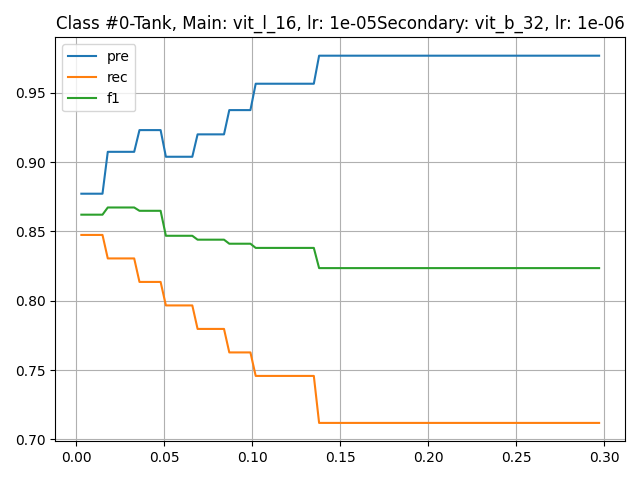 Class #0-Tank, Main: vit_l_16, lr: 1e-05Secondary: vit_b_32, lr: 1e-06
pre
rec
f1
0.95
0.90
0.85
0.80
0.75
0.70
0.00 0.05 0.10 0.15 0.20 0.25 0.30